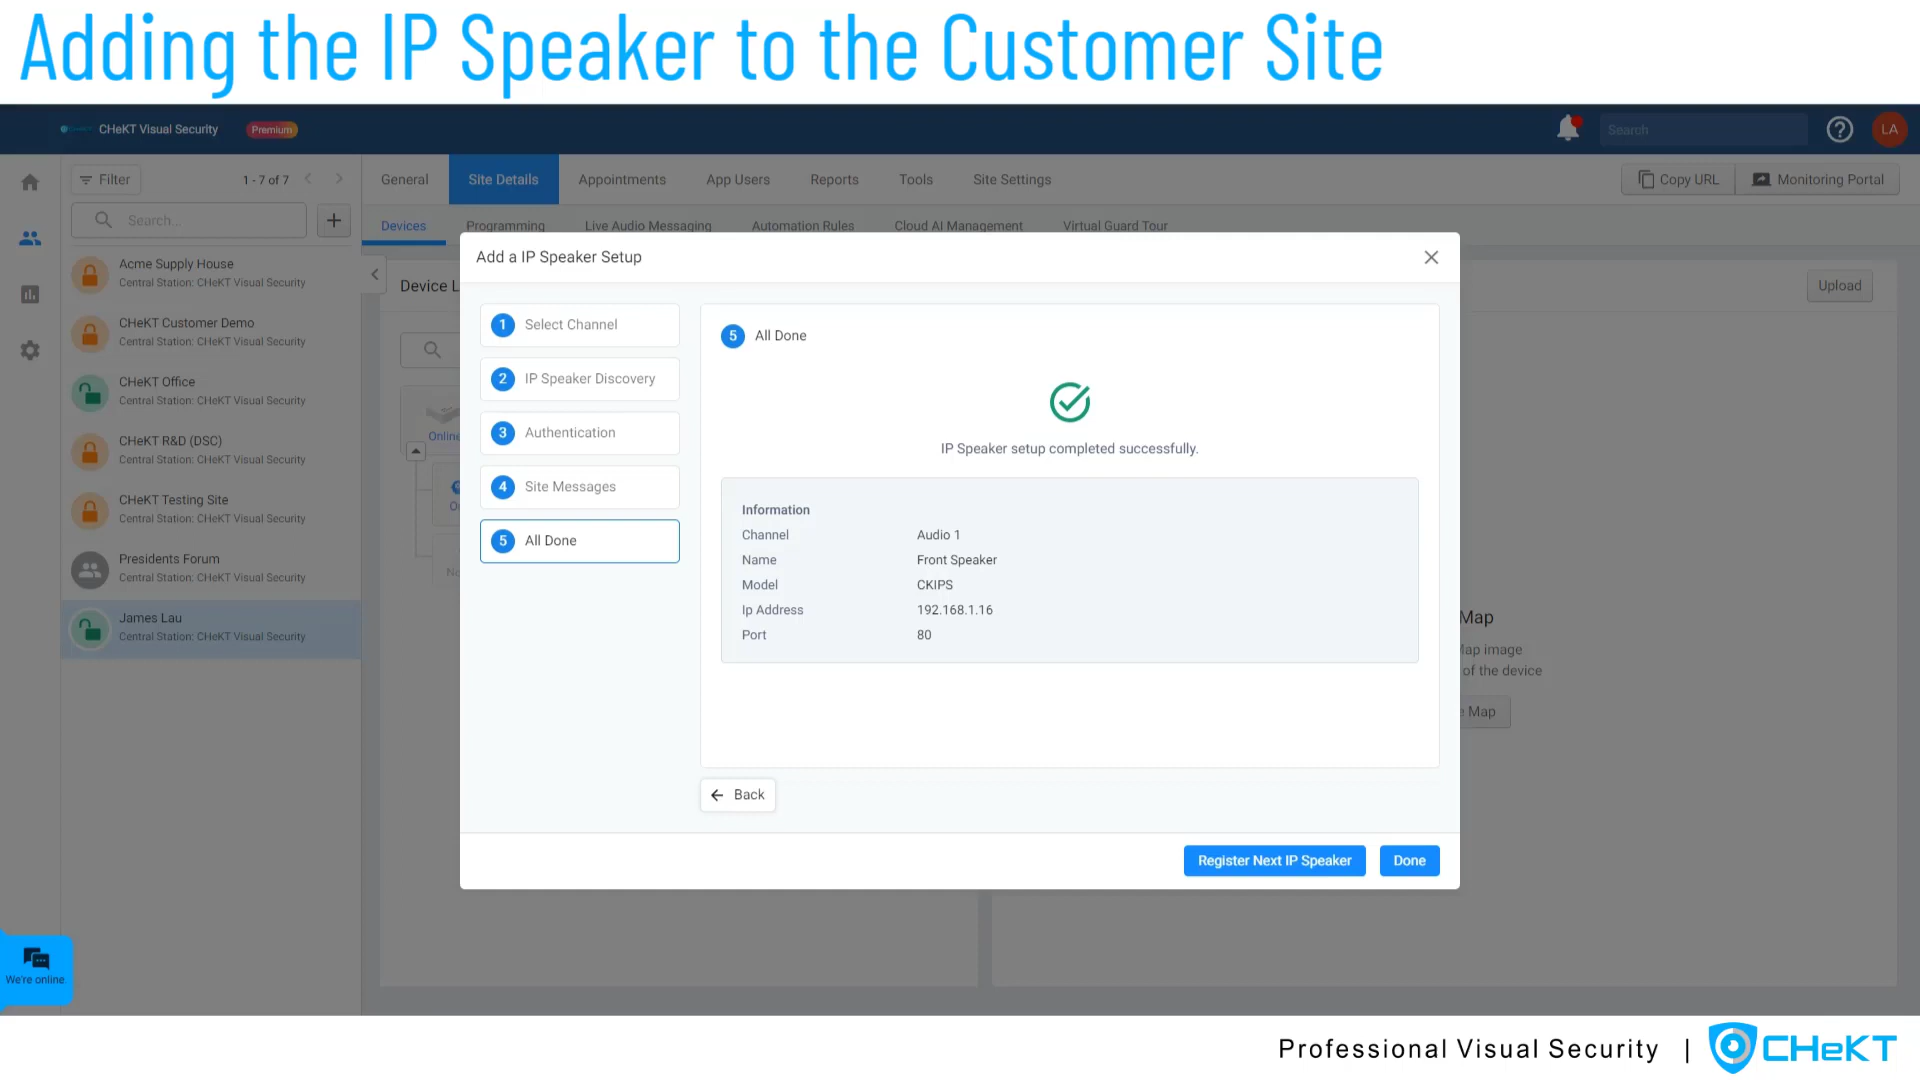 Adding the IP Speaker to the Customer Site
CHeKT Visual Security
Premium
Search
LA
Filter
1 - 7 of 7
Search...
Acme Supply House
Central Station: CHeKT Visual Security
CHeKT Customer Demo
Central Station: CHeKT Visual Security
CHeKT Office
Central Station: CHeKT Visual Security
CHeKT R&D (DSC)
Central Station: CHeKT Visual Security
CHeKT Testing Site
Central Station: CHeKT Visual Security
Presidents Forum
Central Station: CHeKT Visual Security
James Lau
Central Station: CHeKT Visual Security
General
Site Details
Appointments
App Users
Reports
Tools
Site Settings
Copy URL
Monitoring Portal
Devices
Programming
Live Audio Messaging
Automation Rules
Cloud AI Management
Virtual Guard Tour
Device L
Upload
Online
Map
Map image
of the device
e Map
Add a IP Speaker Setup
1 Select Channel
2 IP Speaker Discovery
3 Authentication
4 Site Messages
5 All Done
5 All Done
IP Speaker setup completed successfully.
Information
Channel Audio 1
Name Front Speaker
Model CKIPS
Ip Address 192.168.1.16
Port 80
Back
Register Next IP Speaker
Done
We're online
Professional Visual Security |
CHeKT